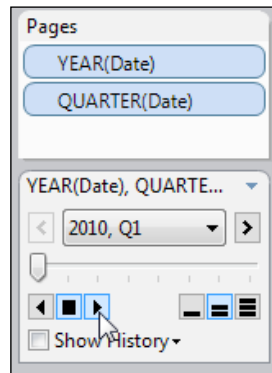 Pages
YEAR(Date)
QUARTER(Date)
YEAR(Date), QUARTE...
2010, Q1
Show History